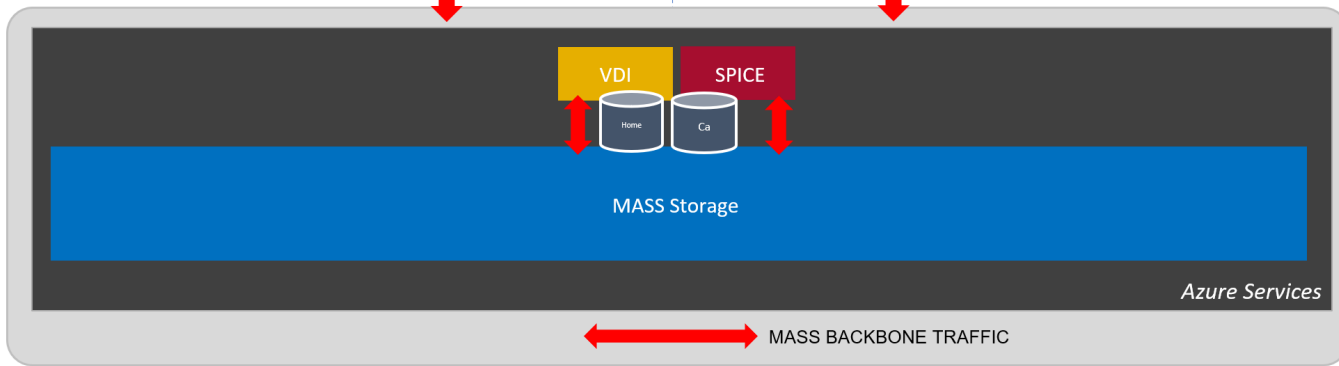 VDI
SPICE
Home
Ca
MASS Storage
Azure Services
MASS BACKBONE TRAFFIC